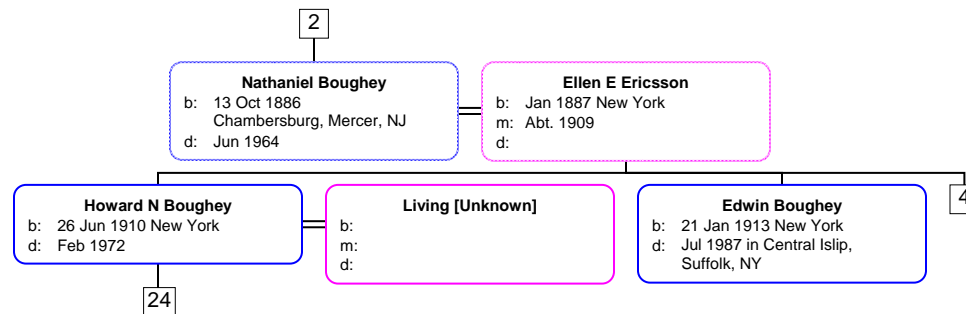 2
Nathaniel Boughey
b: 13 Oct 1886
Chambersburg, Mercer, NJ
d: Jun 1964
Ellen E Ericsson
b: Jan 1887 New York
m: Abt. 1909
d:
Howard N Boughey
b: 26 Jun 1910 New York
d: Feb 1972
Living [Unknown]
b:
m:
d:
Edwin Boughey
b: 21 Jan 1913 New York
d: Jul 1987 in Central Islip,
Suffolk, NY
4
24